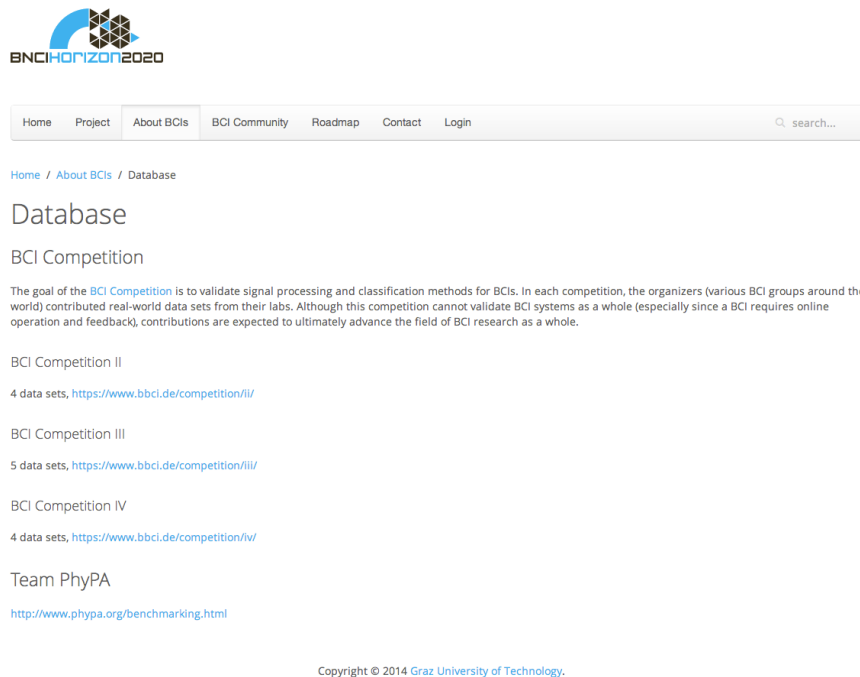 BNCIHORIZON2020
Home Project About BCIs BCI Community Roadmap Contact Login search...
Home / About BCIs / Database
Database
BCI Competition
The goal of the BCI Competition is to validate signal processing and classification methods for BCIs. In each competition, the organizers (various BCI groups around the
world) contributed real-world data sets from their labs. Although this competition cannot validate BCI systems as a whole (especially since a BCI requires online
operation and feedback), contributions are expected to ultimately advance the field of BCI research as a whole.
BCI Competition II
4 data sets, https://www.bbci.de/competition/ii/
BCI Competition III
5 data sets, https://www.bbci.de/competition/iii/
BCI Competition IV
4 data sets, https://www.bbci.de/competition/iv/
Team PhyPA
http://www.phypa.org/benchmarking.html
Copyright © 2014 Graz University of Technology.